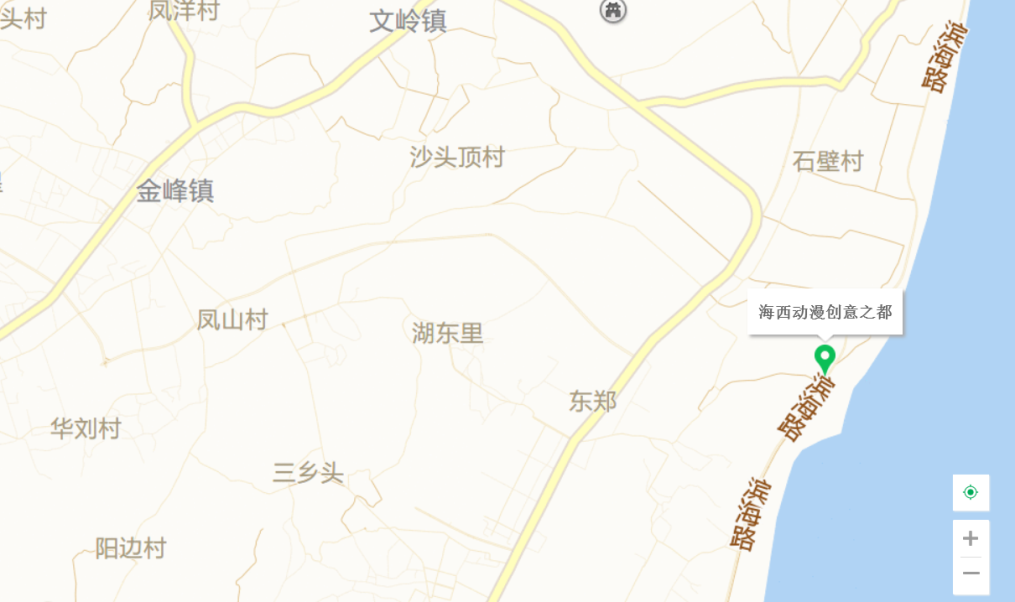 头村
凤洋村
文岭镇
滨海路
沙头顶村
石壁村
金峰镇
海西动漫创意之都
凤山村
湖东里
滨海路
东郑
华刘村
三乡头
滨海路
阳边村